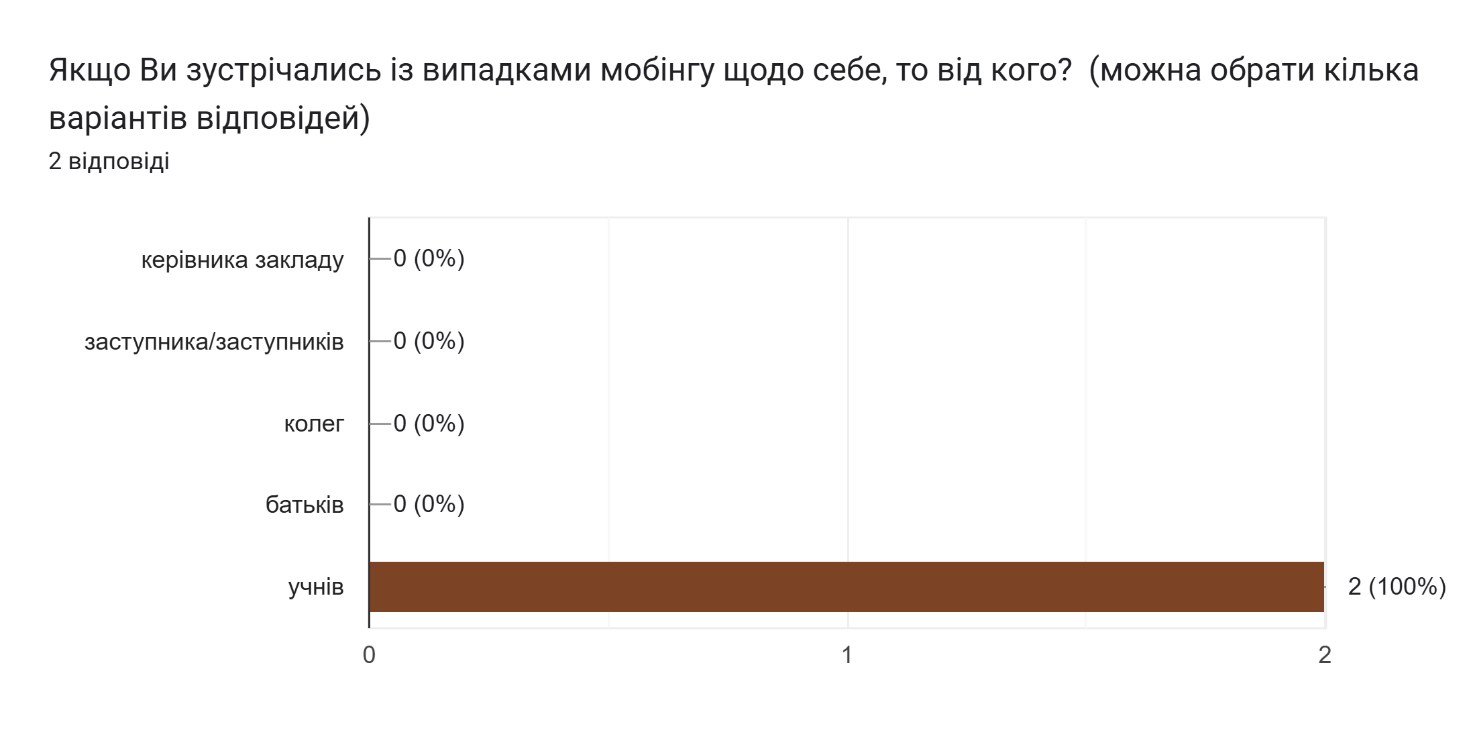 Якщо Ви зустрічались із випадками мобінгу щодо себе, то від кого?  (можна обрати кілька
варіантів відповідей)
2 відповіді
керівника закладу 0 (0%)
заступника/заступників 0 (0%)
колег 0 (0%)
батьків 0 (0%)
учнів 2 (100%)
0 1 2